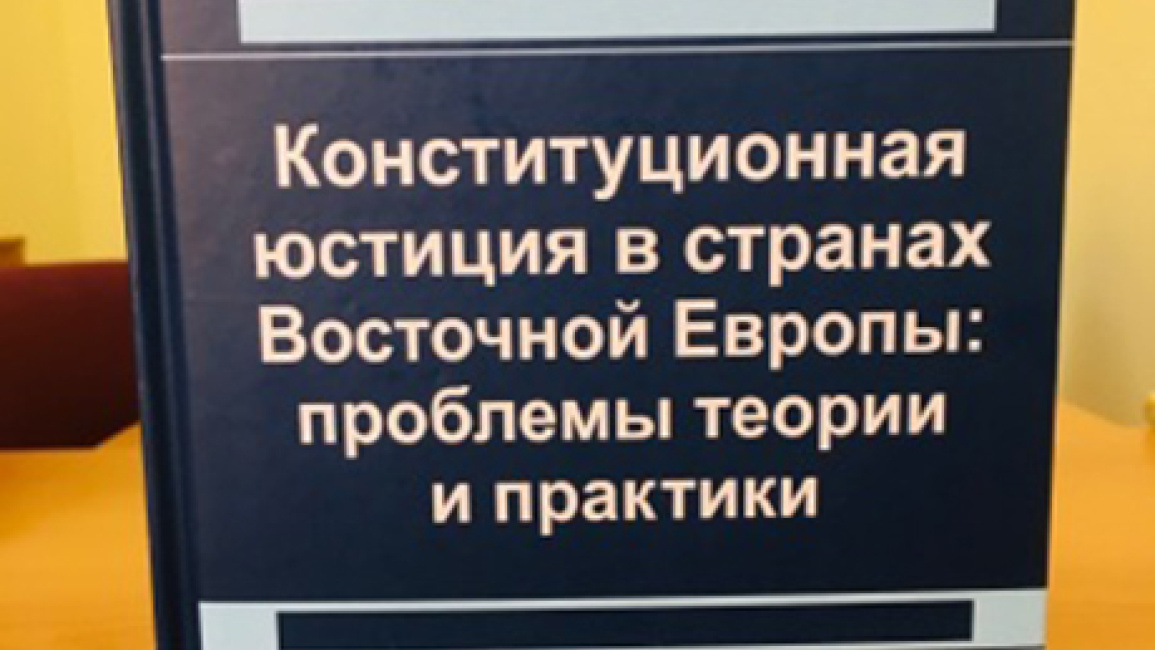 Конституционная
юстиция в странах
Восточной Европы:
проблемы теории
и практики